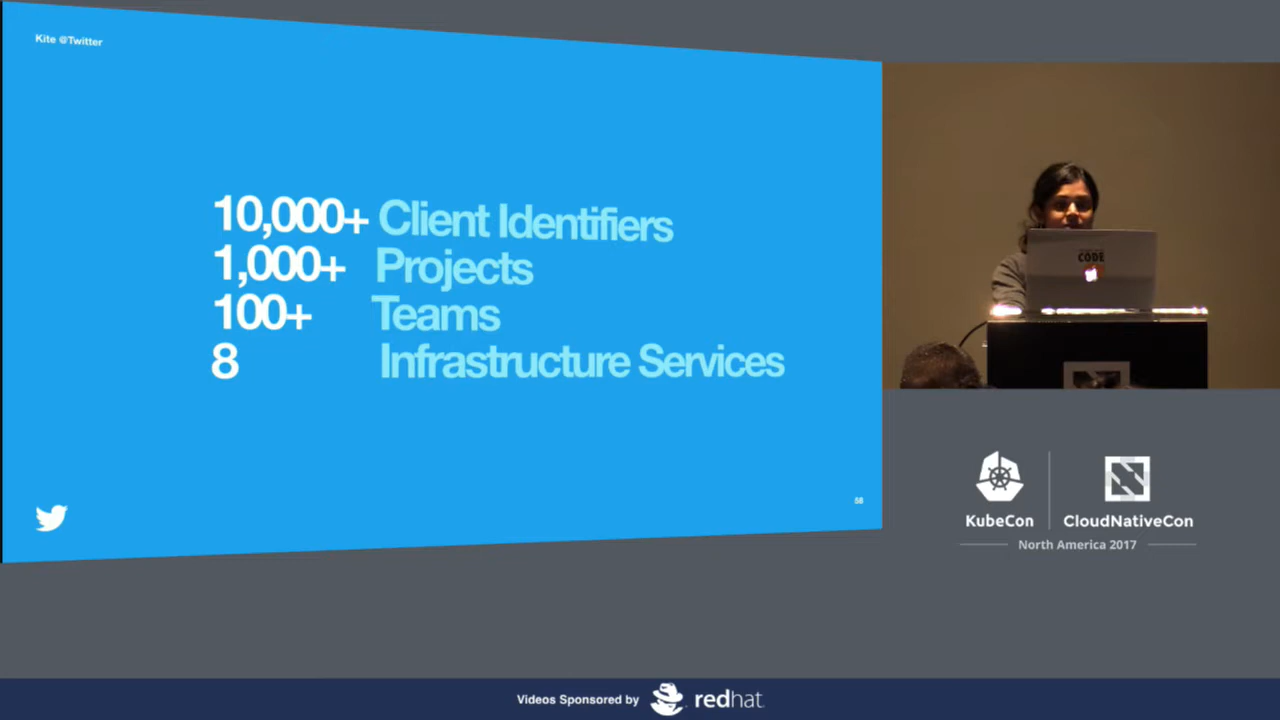 Kite @Twitter
10,000+ Client Identifiers
1,000+ Projects
100+ Teams
8 Infrastructure Services
58
CODE
KubeCon
CloudNativeCon
North America 2017
Videos Sponsored by redhat